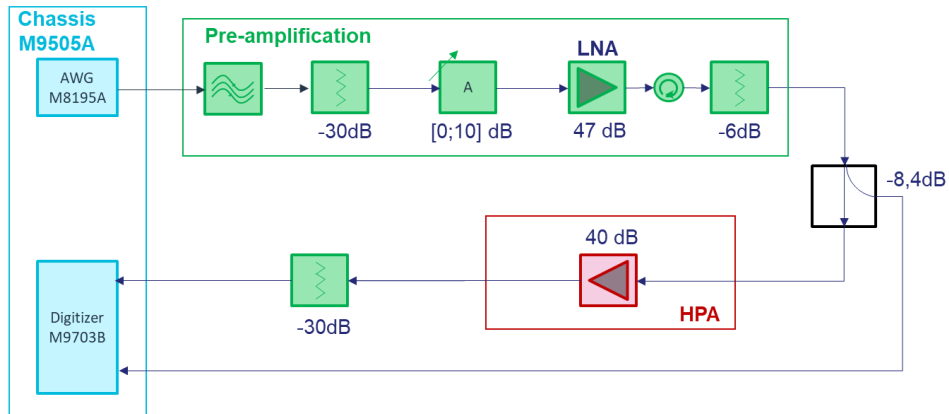 Chassis
M9505A
AWG
M8195A
Pre-amplification
-30dB
A
[0;10] dB
LNA
47 dB
-6dB
-8,4dB
40 dB
HPA
-30dB
Digitizer
M9703B